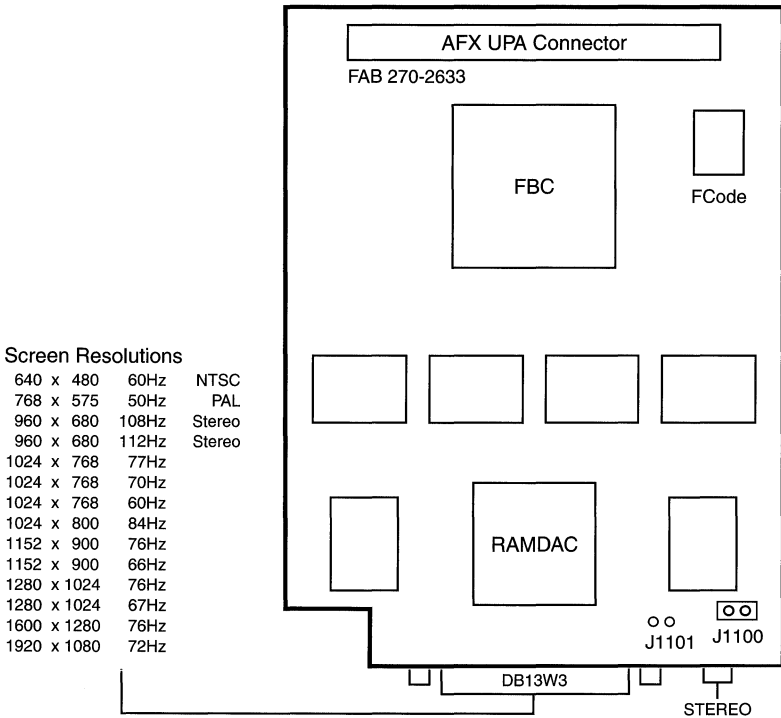 AFX UPA Connector
FAB 270-2633
FBC
FCode
Screen Resolutions
640 x 480 60Hz NTSC
768 x 575 50Hz PAL
960 x 680 108Hz Stereo
960 x 680 112Hz Stereo
1024 x 768 77Hz
1024 x 768 70Hz
1024 x 768 60Hz
1024 x 800 84Hz
1152 x 900 76Hz
1152 x 900 66Hz
1280 x 1024 76Hz
1280 x 1024 67Hz
1600 x 1280 76Hz
1920 x 1080 72Hz
RAMDAC
J1101
J1100
DB13W3
STEREO